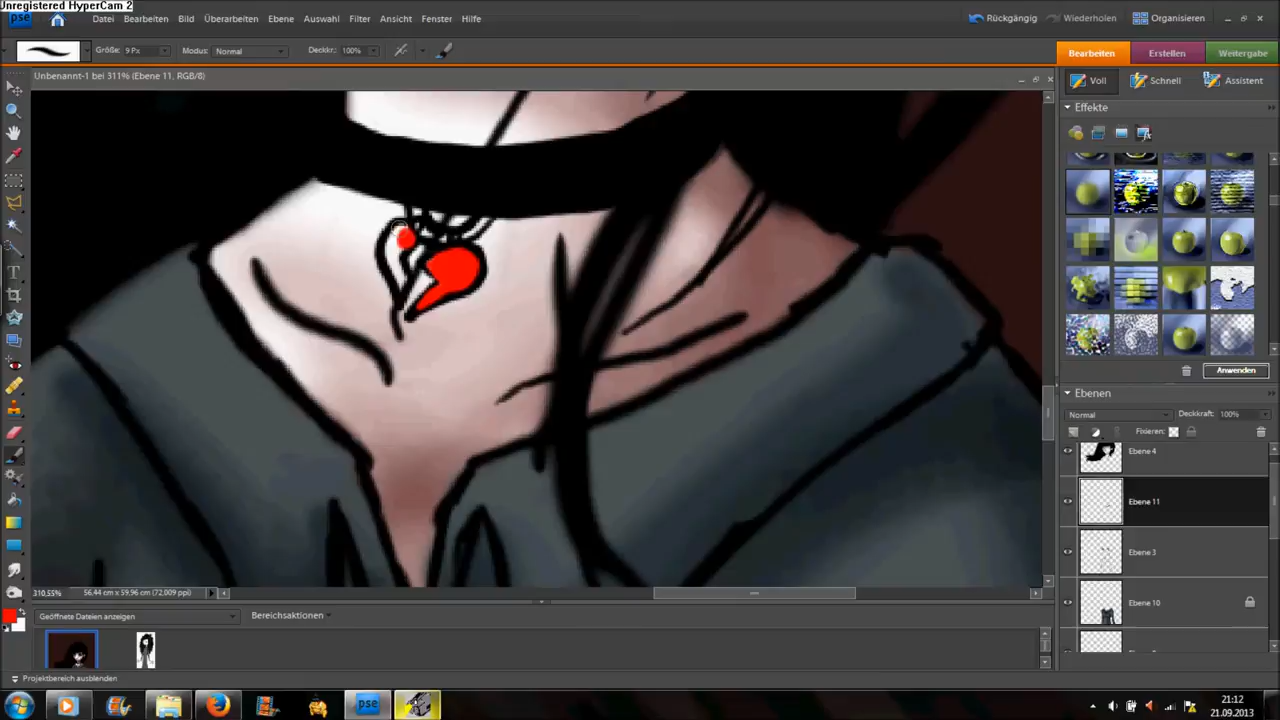 Unregistered HyperCam 2
pse Datei Bearbeiten Bild Überarbeiten Ebene Auswahl Filter Ansicht Fenster Hilfe Rückgängig Wiederholen Organisieren
Größe: 9 Px Modus: Normal Deckkr.: 100% Bearbeiten Erstellen Weitergabe
Unbenannt-1 bei 311% (Ebene 11, RGB/8) Voll Schnell Assistent
Effekte
Anwenden
Ebenen
Normal Deckkraft: 100%
Fixieren:
Ebene 4
Ebene 11
Ebene 3
Ebene 10
310,55% 56,44 cm x 59,96 cm (72,009 ppi)
Geöffnete Dateien anzeigen Bereichsaktionen
Projektbereich ausblenden
pse
21:12
21.09.2013